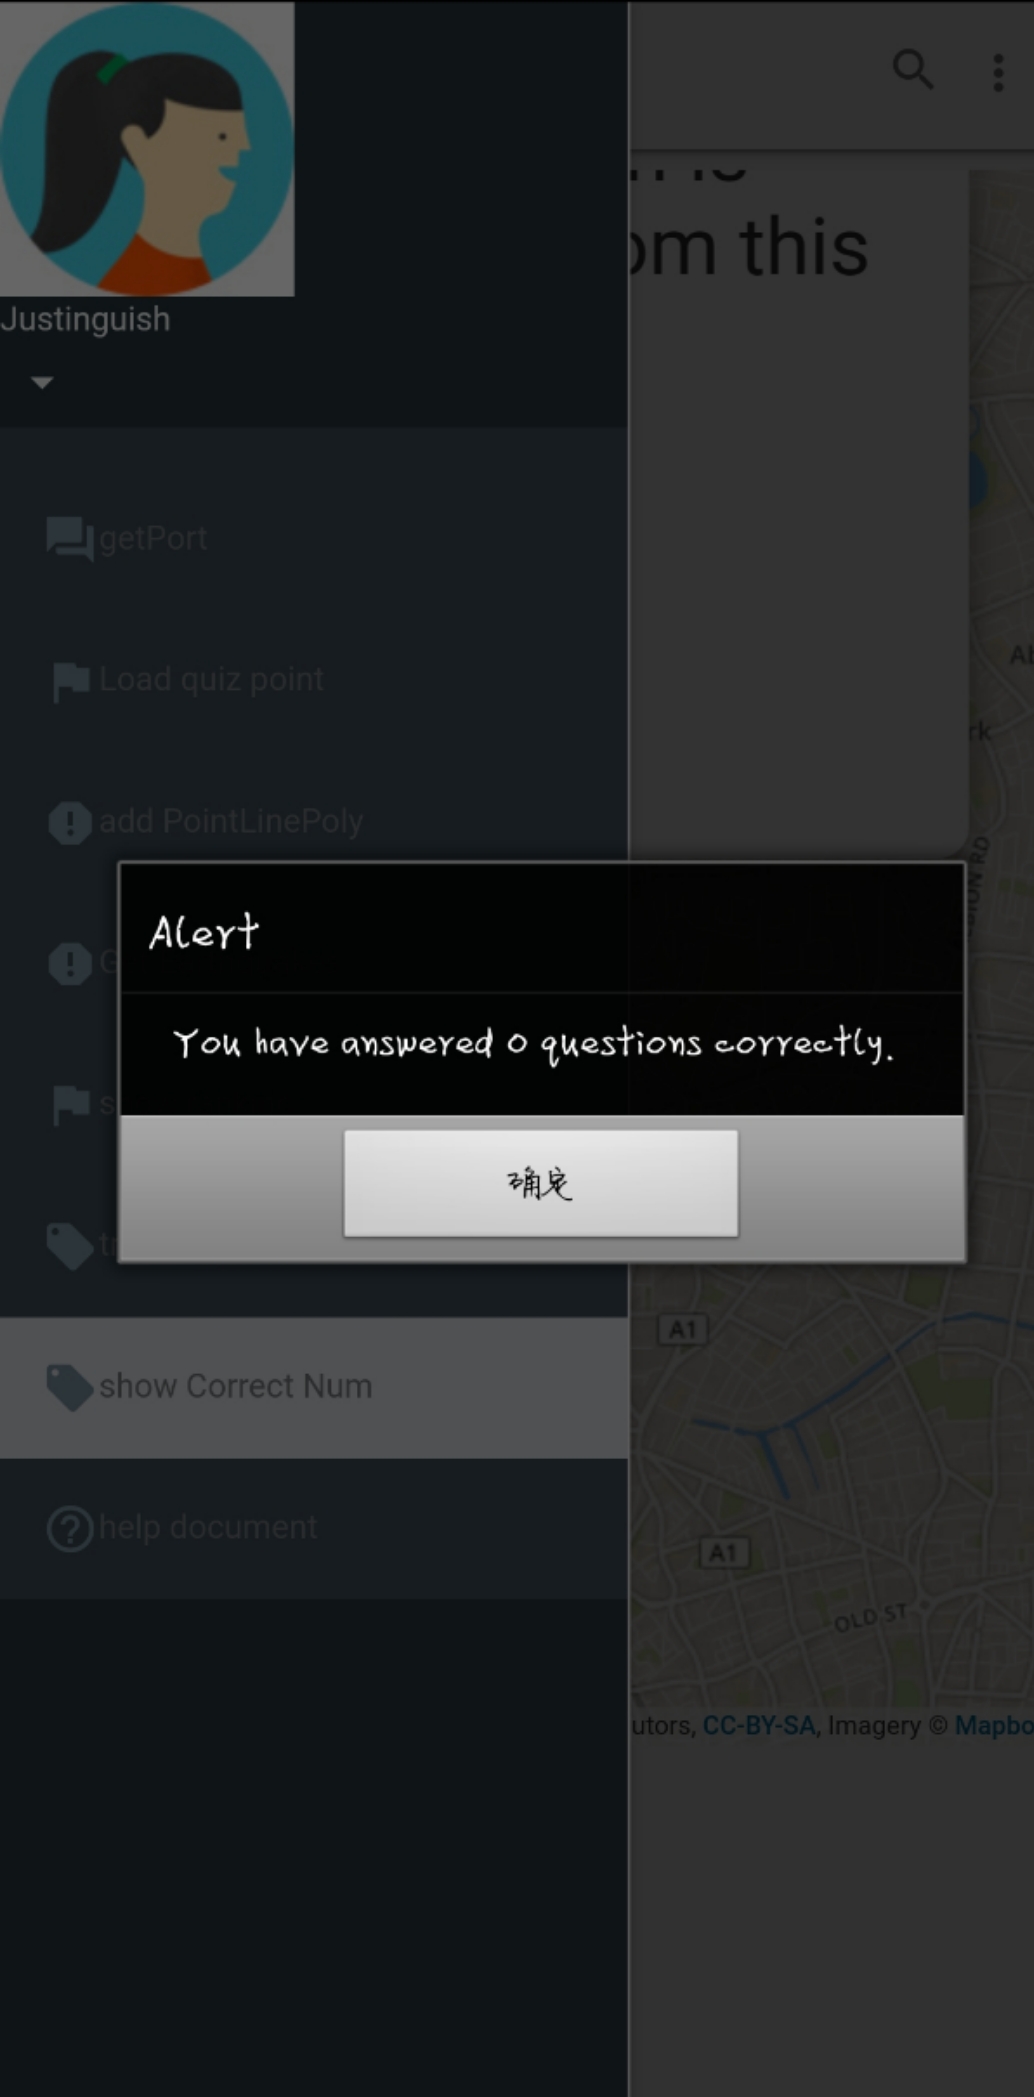 om this
Justinguish
getPort
Load quiz point
add PointLinePoly
Alert
You have answered 0 questions correctly.
确定
A1
show Correct Num
A1
help document
OLD ST
utors, CC-BY-SA, Imagery © Mapbo